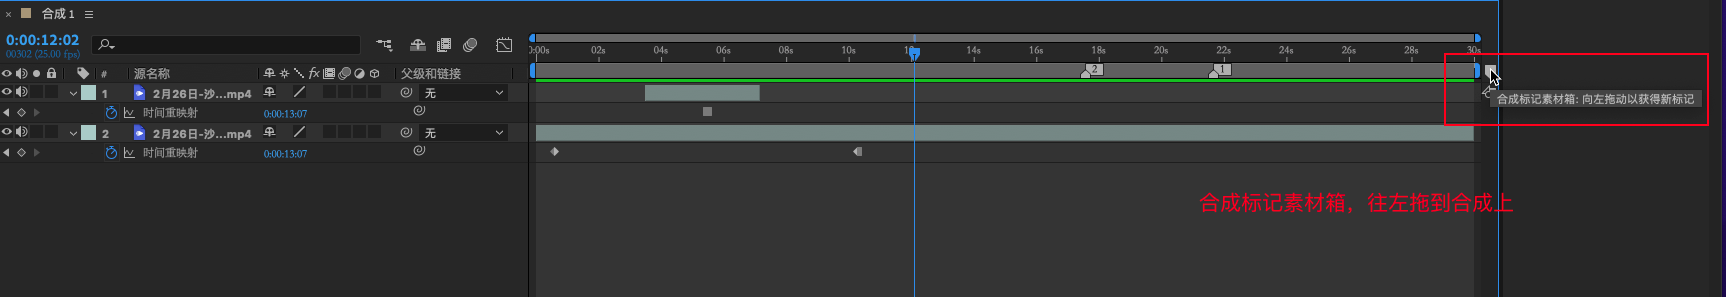 × 合成 1 ≡
0:00:12:02
00302 (25.00 fps)
:00s 02s 04s 06s 08s 10s 14s 16s 18s 20s 22s 24s 26s 28s 30s
# 源名称 fx 父级和链接
2 1
1 2月26日-沙...mp4 无
合成标记素材箱: 向左拖动以获得新标记
时间重映射 0:00:13:07
2 2月26日-沙...mp4 无
时间重映射 0:00:13:07
合成标记素材箱，往左拖到合成上